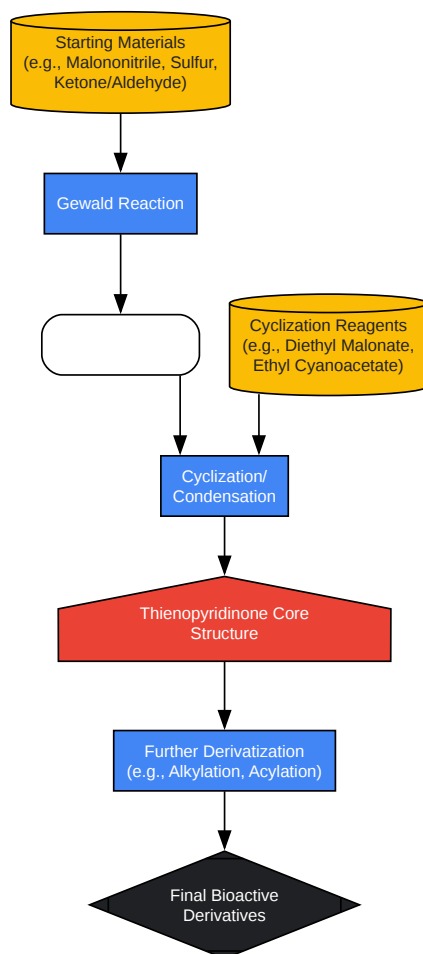 Starting Materials
(e.g., Malononitrile, Sulfur,
Ketone/Aldehyde)
Gewald Reaction
Cyclization Reagents
(e.g., Diethyl Malonate,
Ethyl Cyanoacetate)
Cyclization/
Condensation
Thienopyridinone Core
Structure
Further Derivatization
(e.g., Alkylation, Acylation)
Final Bioactive
Derivatives